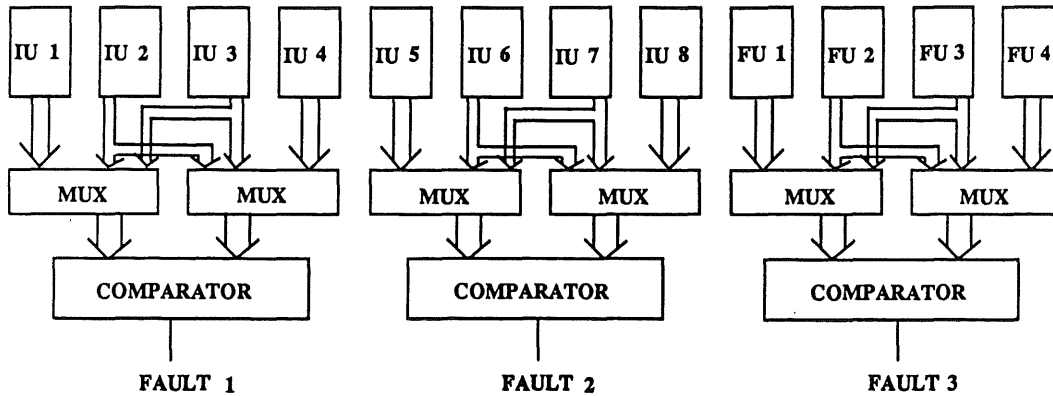 IU 1 IU 2 IU 3 IU 4 IU 5 IU 6 IU 7 IU 8 FU 1 FU 2 FU 3 FU 4
MUX MUX MUX MUX MUX MUX
COMPARATOR COMPARATOR COMPARATOR
FAULT 1 FAULT 2 FAULT 3